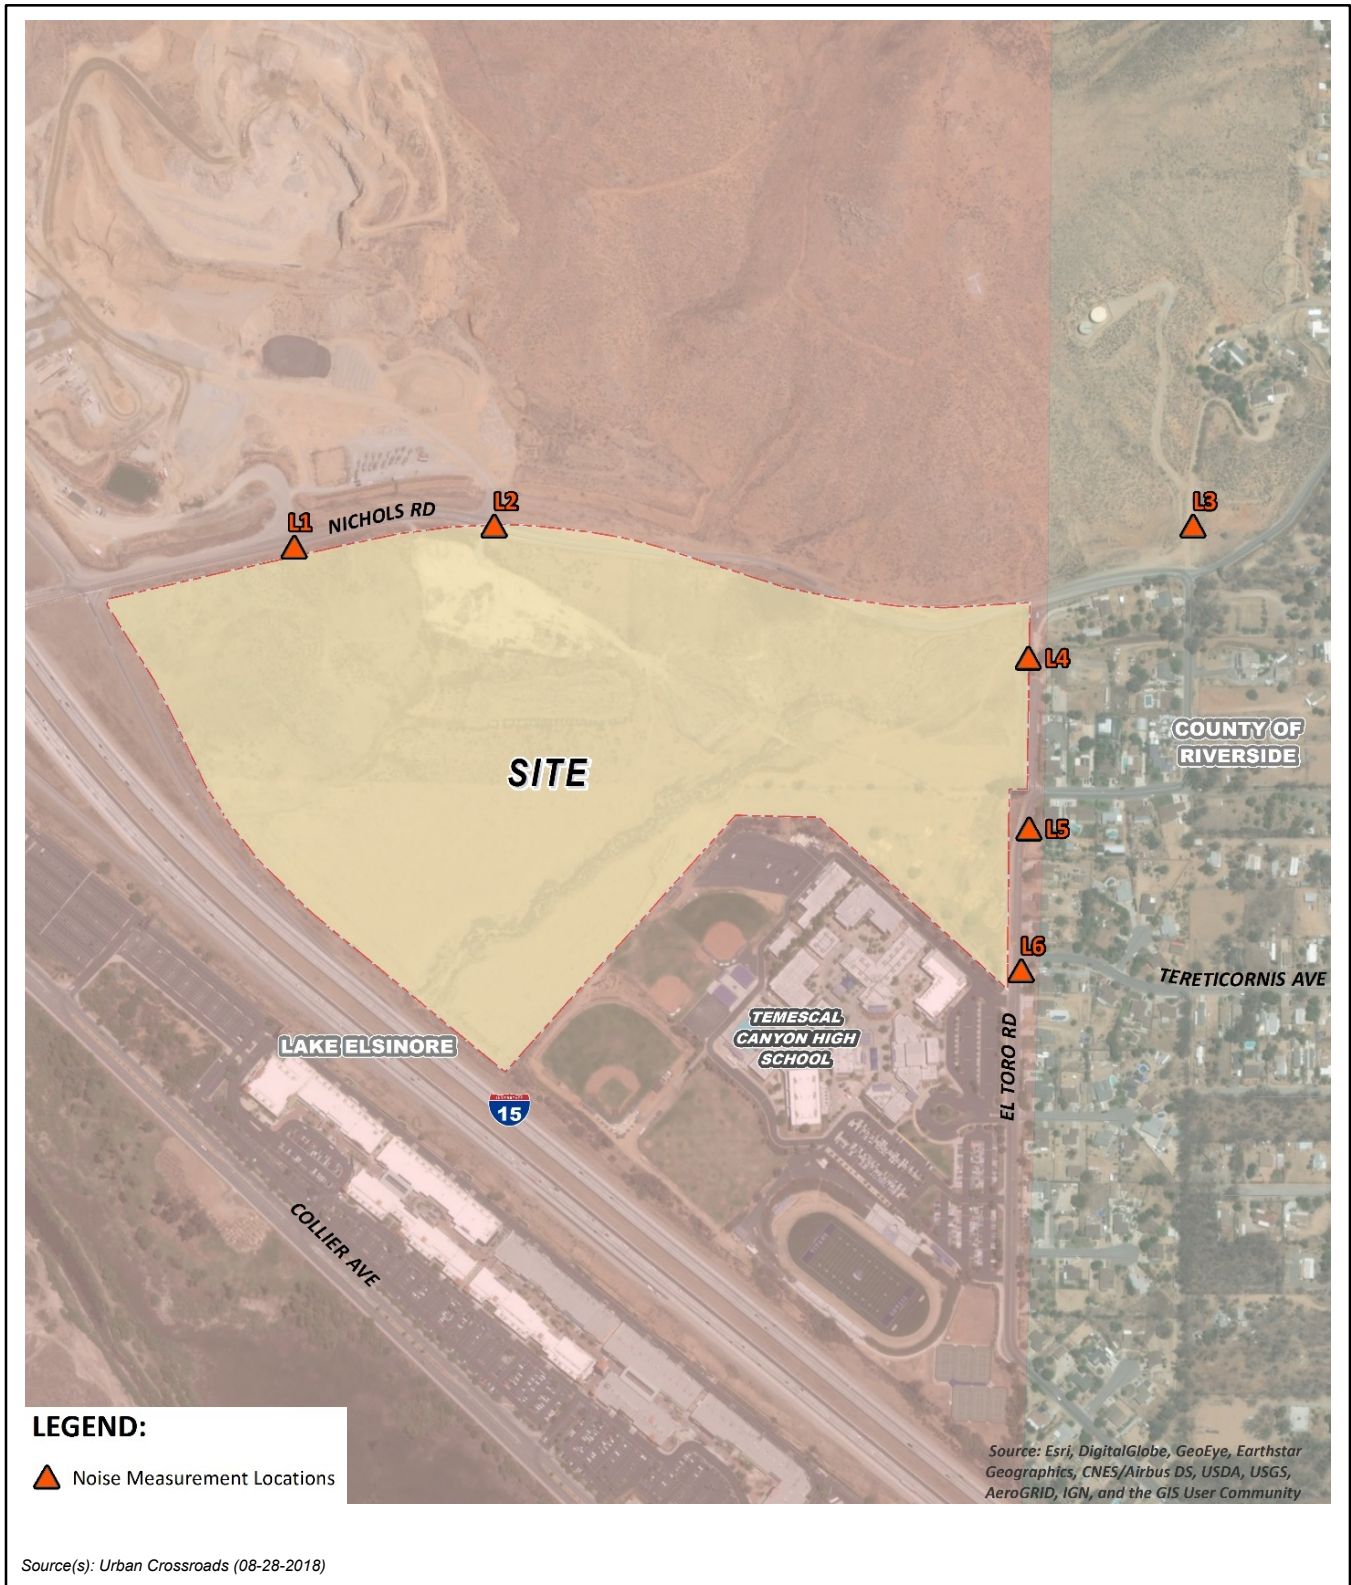 L2
L1
NICHOLS RD
L3
L4
COUNTY OF
RIVERSIDE
SITE
L5
L6
TERETICORNIS AVE
TEMESCAL
CANYON HIGH
SCHOOL
LAKE ELSINORE
EL TORO RD
15
COLLIER AVE
LEGEND:
Noise Measurement Locations
Source: Esri, DigitalGlobe, GeoEye, Earthstar
Geographics, CNES/Airbus DS, USDA, USGS,
AeroGRID, IGN, and the GIS User Community
Source(s): Urban Crossroads (08-28-2018)